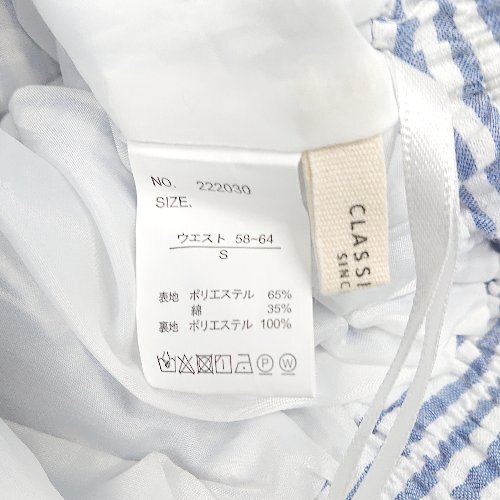 NO. 222030
SIZE.
ウエスト 58~64
S
表地 ポリエステル 65%
綿 35%
裏地 ポリエステル 100%
P W
CLASSI
SINC